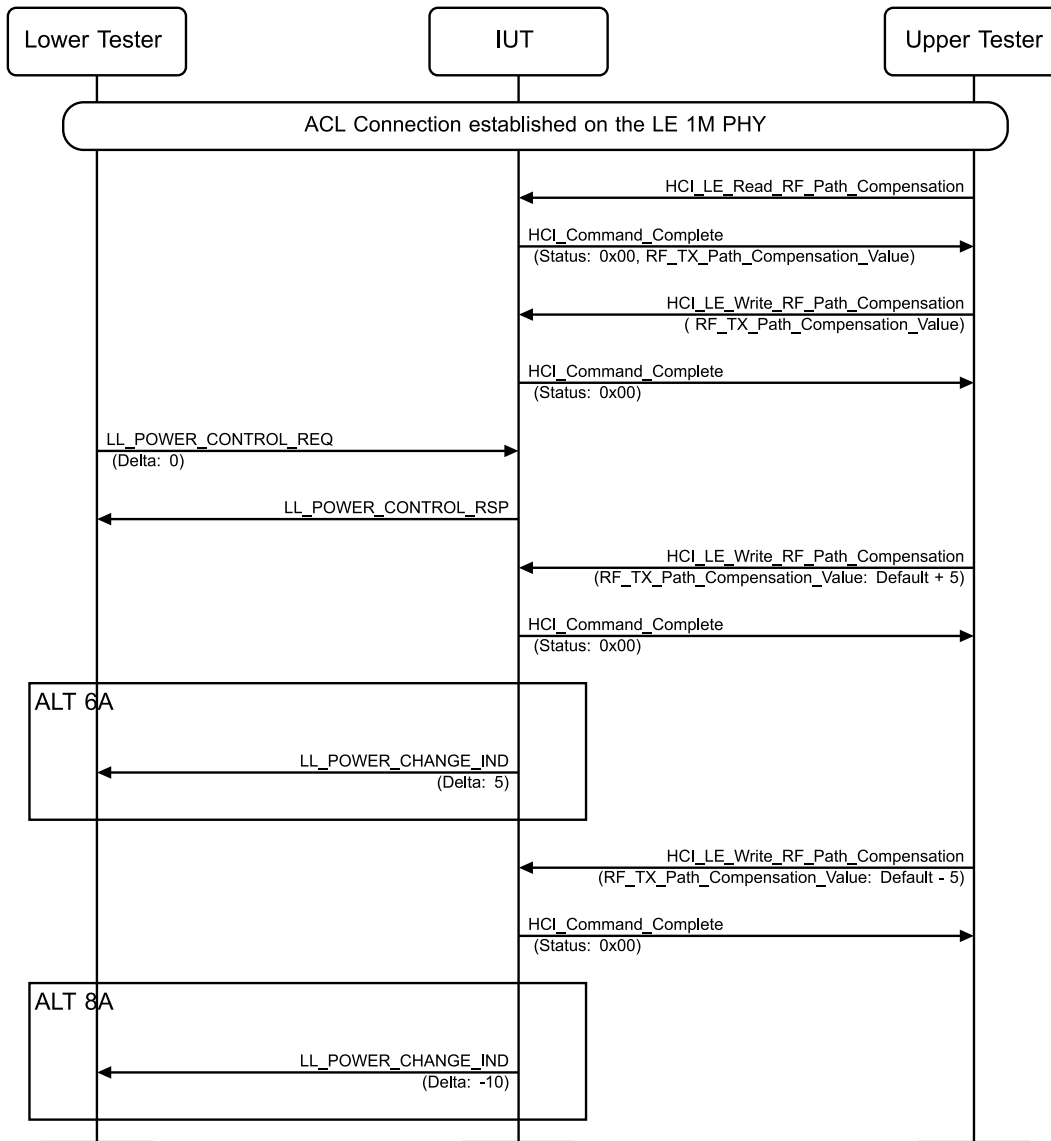 Lower Tester
IUT
Upper Tester
ACL Connection established on the LE 1M PHY
HCI_LE_Read_RF_Path_Compensation
HCI_Command_Complete
(Status: 0x00, RF_TX_Path_Compensation_Value)
HCI_LE_Write_RF_Path_Compensation
( RF_TX_Path_Compensation_Value)
HCI_Command_Complete
(Status: 0x00)
LL_POWER_CONTROL_REQ
(Delta: 0)
LL_POWER_CONTROL_RSP
HCI_LE_Write_RF_Path_Compensation
(RF_TX_Path_Compensation_Value: Default + 5)
HCI_Command_Complete
(Status: 0x00)
ALT 6A
LL_POWER_CHANGE_IND
(Delta: 5)
HCI_LE_Write_RF_Path_Compensation
(RF_TX_Path_Compensation_Value: Default - 5)
HCI_Command_Complete
(Status: 0x00)
ALT 8A
LL_POWER_CHANGE_IND
(Delta: -10)